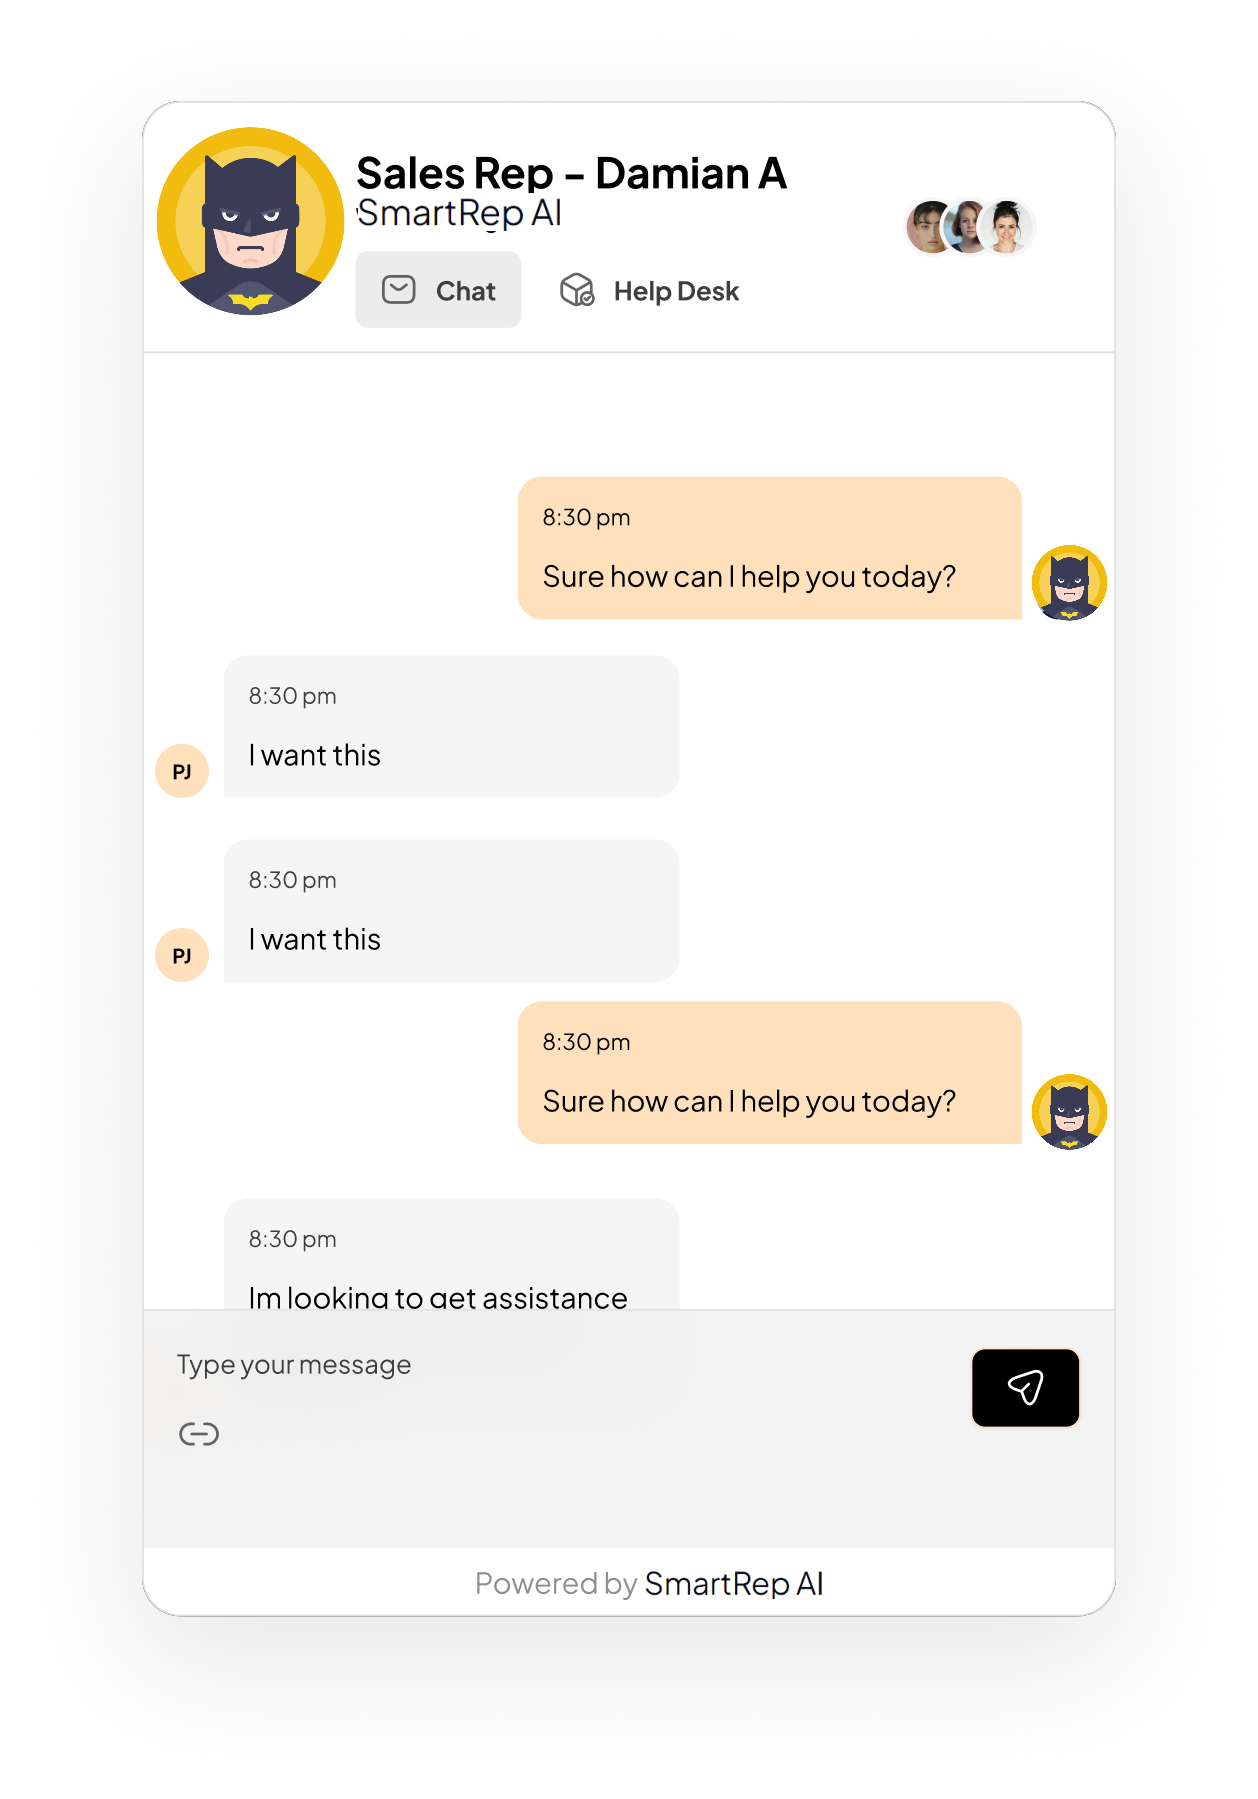 Sales Rep - Damian A
SmartRep AI
Chat
Help Desk
8:30 pm
Sure how can I help you today?
8:30 pm
I want this
PJ
8:30 pm
I want this
PJ
8:30 pm
Sure how can I help you today?
8:30 pm
Im looking to get assistance
Type your message
Powered by SmartRep AI